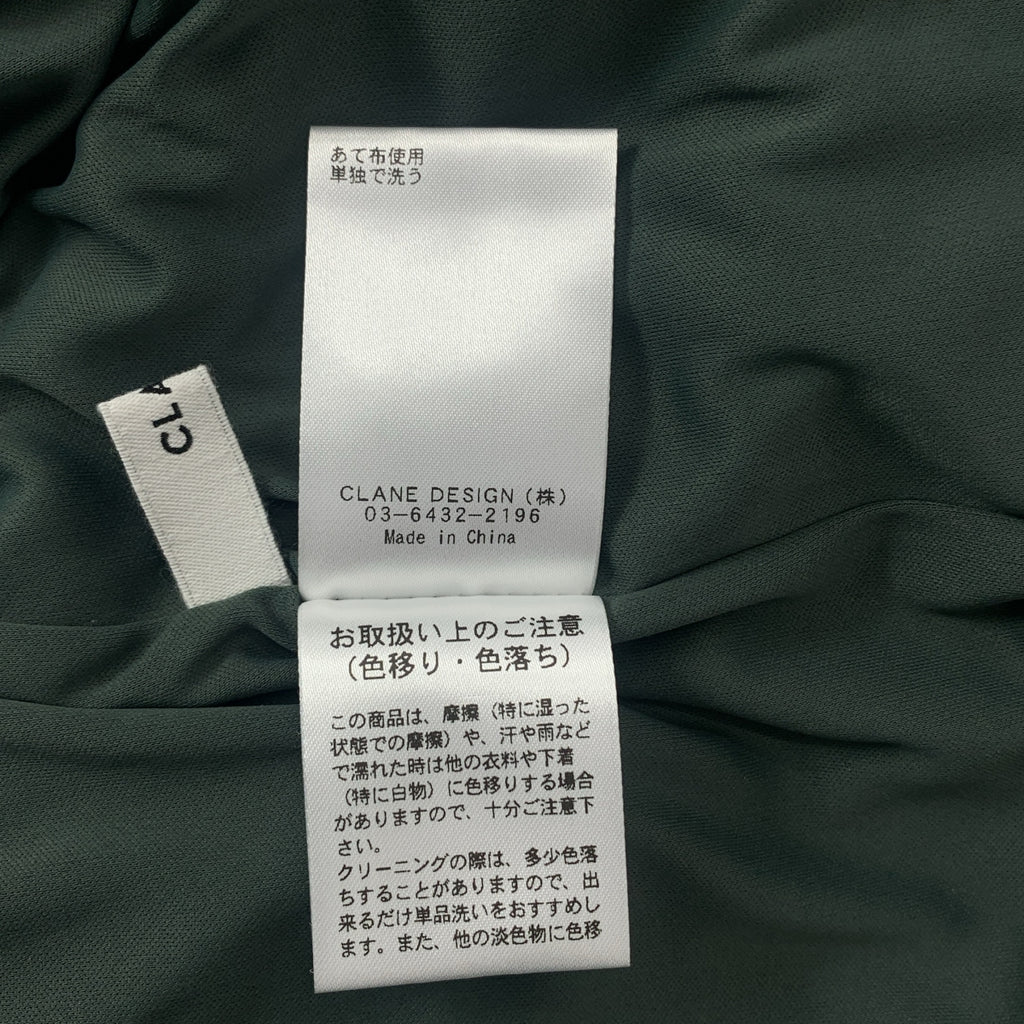 あて布使用
単独で洗う
CLA
CLANE DESIGN（株）
03-6432-2196
Made in China
お取扱い上のご注意
（色移り・色落ち）
この商品は、摩擦（特に湿った
状態での摩擦）や、汗や雨など
で濡れた時は他の衣料や下着
（特に白物）に色移りする場合
がありますので、十分ご注意下
さい。
クリーニングの際は、多少色落
ちすることがありますので、出
来るだけ単品洗いをおすすめし
ます。また、他の淡色物に色移